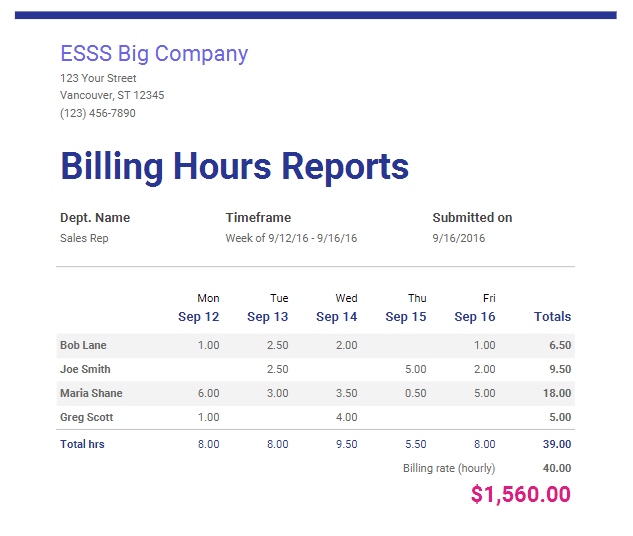 ESSS Big Company
123 Your Street
Vancouver, ST 12345
(123) 456-7890
Billing Hours Reports
Dept. Name Timeframe Submitted on
Sales Rep Week of 9/12/16 - 9/16/16 9/16/2016
Mon Tue Wed Thu Fri
Sep 12 Sep 13 Sep 14 Sep 15 Sep 16 Totals
Bob Lane 1.00 2.50 2.00 1.00 6.50
Joe Smith 2.50 5.00 2.00 9.50
Maria Shane 6.00 3.00 3.50 0.50 5.00 18.00
Greg Scott 1.00 4.00 5.00
Total hrs 8.00 8.00 9.50 5.50 8.00 39.00
Billing rate (hourly) 40.00
$1,560.00